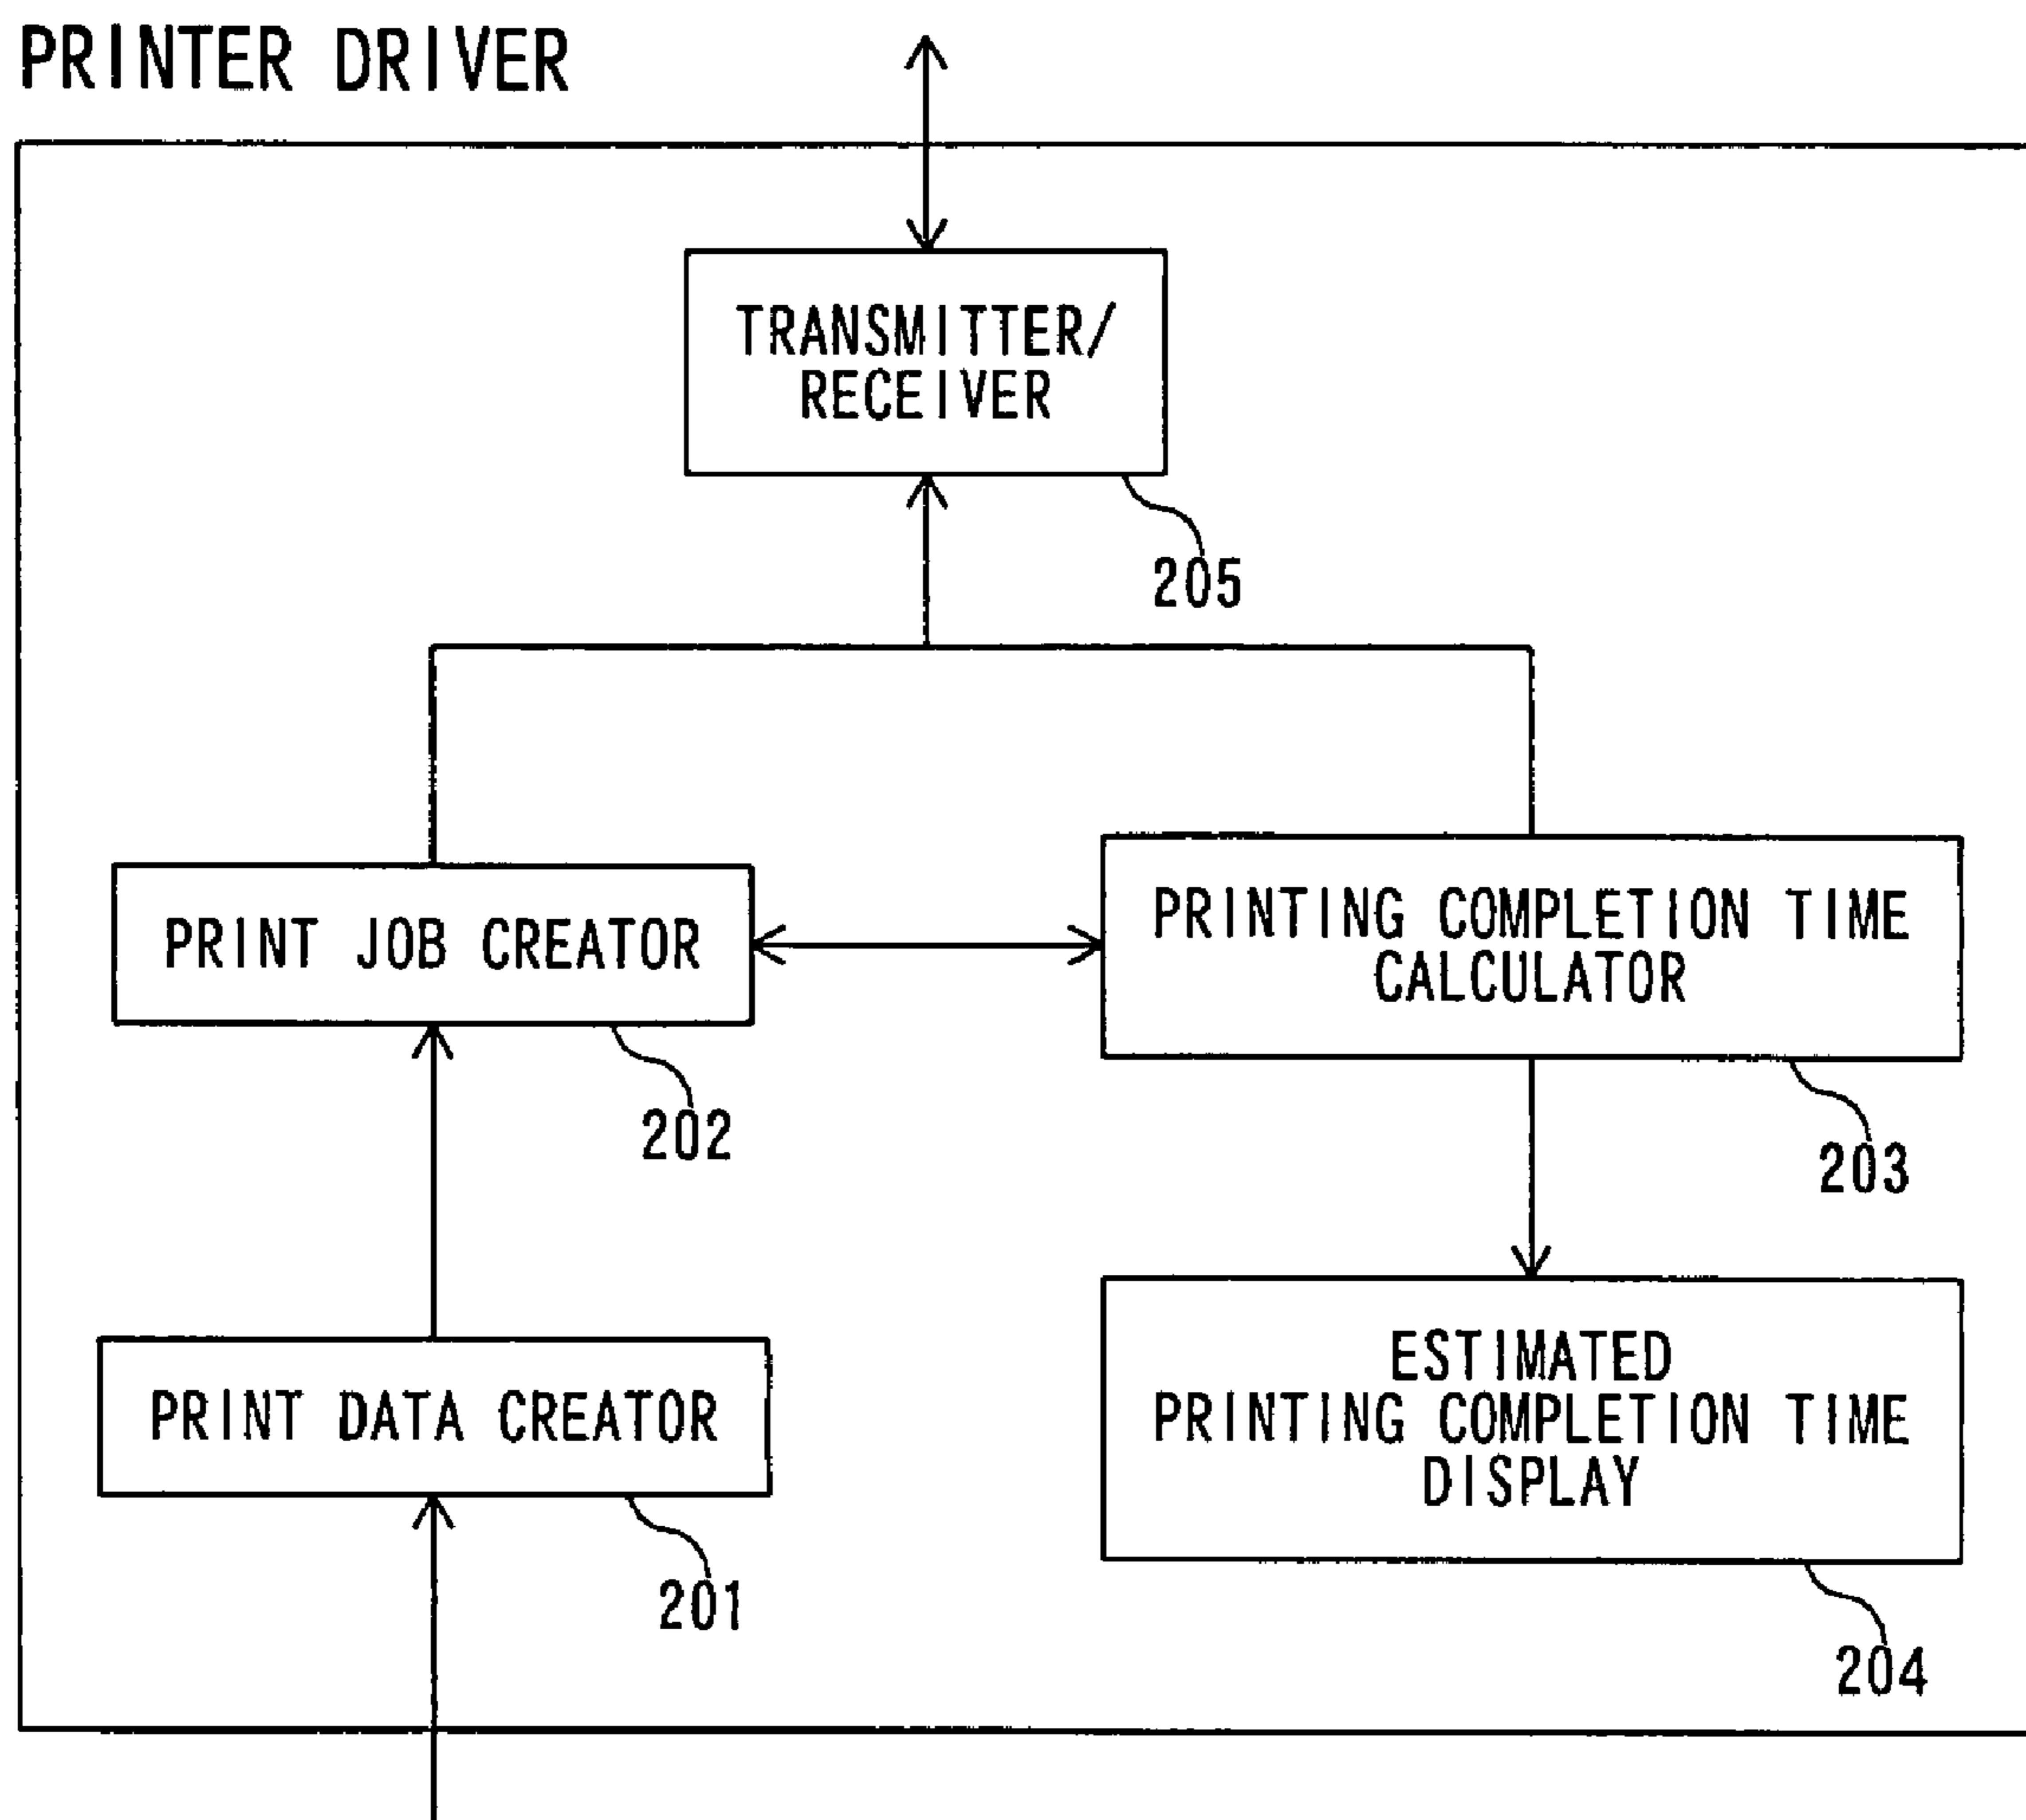 PRINTER DRIVER
TRANSMITTER/
RECEIVER
205
PRINT JOB CREATOR
202
PRINTING COMPLETION TIME
CALCULATOR
203
PRINT DATA CREATOR
201
ESTIMATED
PRINTING COMPLETION TIME
DISPLAY
204